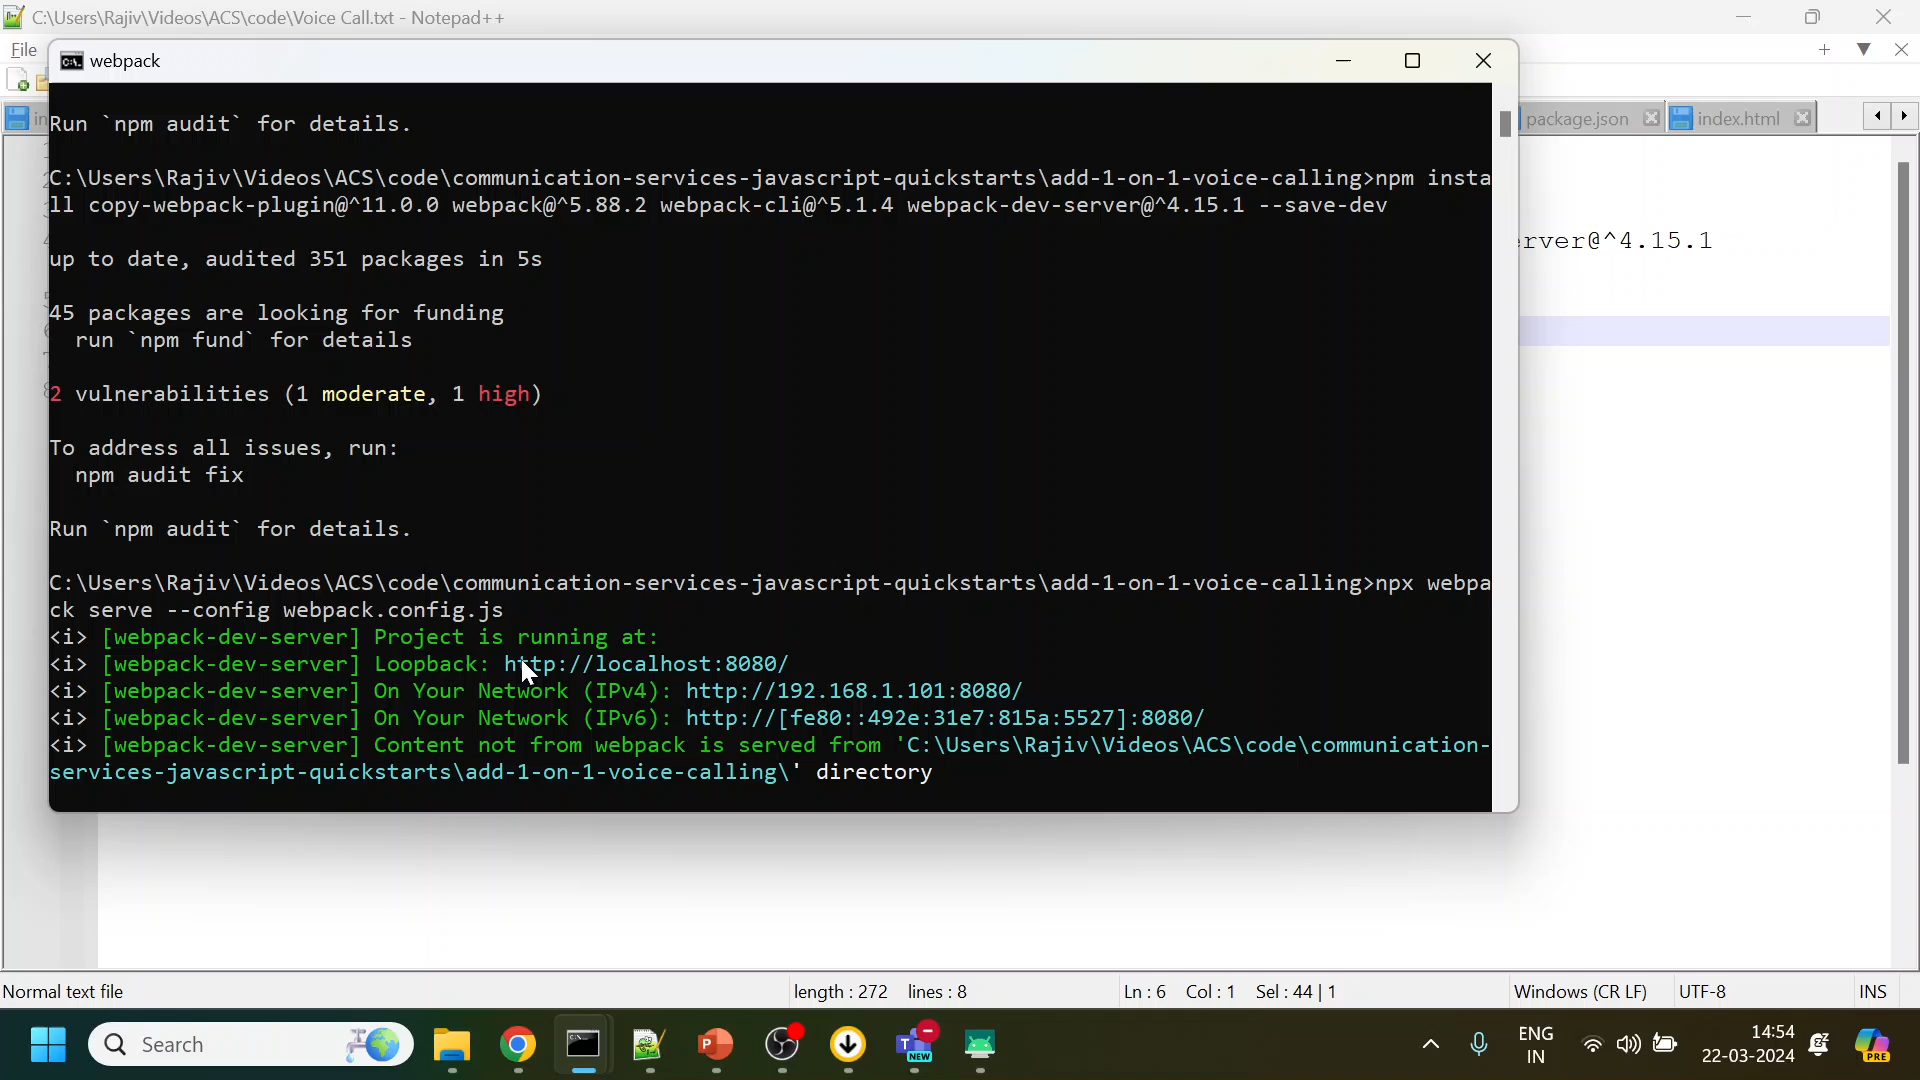 C:\Users\Rajiv\Videos\ACS\code\Voice Call.txt - Notepad++
File
webpack
package.json
index.html
Run `npm audit` for details.
C:\Users\Rajiv\Videos\ACS\code\communication-services-javascript-quickstarts\add-1-on-1-voice-calling>npm insta
ll copy-webpack-plugin@^11.0.0 webpack@^5.88.2 webpack-cli@^5.1.4 webpack-dev-server@^4.15.1 --save-dev
erver@^4.15.1
up to date, audited 351 packages in 5s
45 packages are looking for funding
run `npm fund` for details
2 vulnerabilities (1 moderate, 1 high)
To address all issues, run:
npm audit fix
Run `npm audit` for details.
C:\Users\Rajiv\Videos\ACS\code\communication-services-javascript-quickstarts\add-1-on-1-voice-calling>npx webpa
ck serve --config webpack.config.js
<i> [webpack-dev-server] Project is running at:
<i> [webpack-dev-server] Loopback: http://localhost:8080/
<i> [webpack-dev-server] On Your Network (IPv4): http://192.168.1.101:8080/
<i> [webpack-dev-server] On Your Network (IPv6): http://[fe80::492e:31e7:815a:5527]:8080/
<i> [webpack-dev-server] Content not from webpack is served from 'C:\Users\Rajiv\Videos\ACS\code\communication-
services-javascript-quickstarts\add-1-on-1-voice-calling\' directory
Normal text file
length : 272 lines : 8
Ln : 6 Col : 1 Sel : 44 | 1
Windows (CR LF)
UTF-8
INS
Search
NEW
ENG
IN
14:54
22-03-2024
PRE